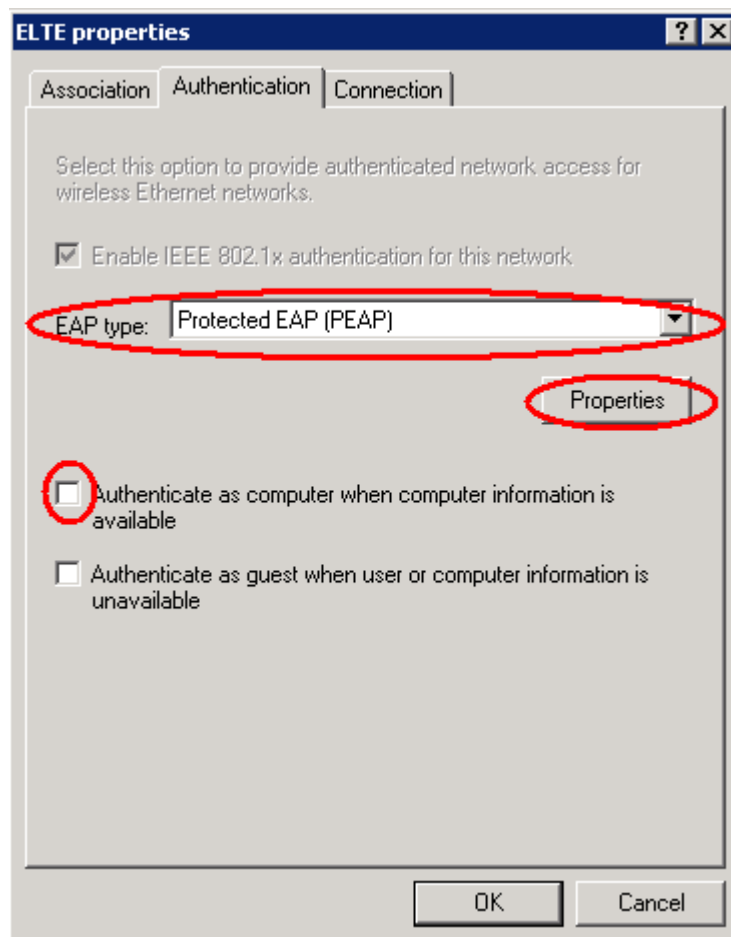 ELTE properties
Association Authentication Connection
Select this option to provide authenticated network access for
wireless Ethernet networks.
Enable IEEE 802.1x authentication for this network
EAP type: Protected EAP (PEAP)
Properties
Authenticate as computer when computer information is
available
Authenticate as guest when user or computer information is
unavailable
OK Cancel